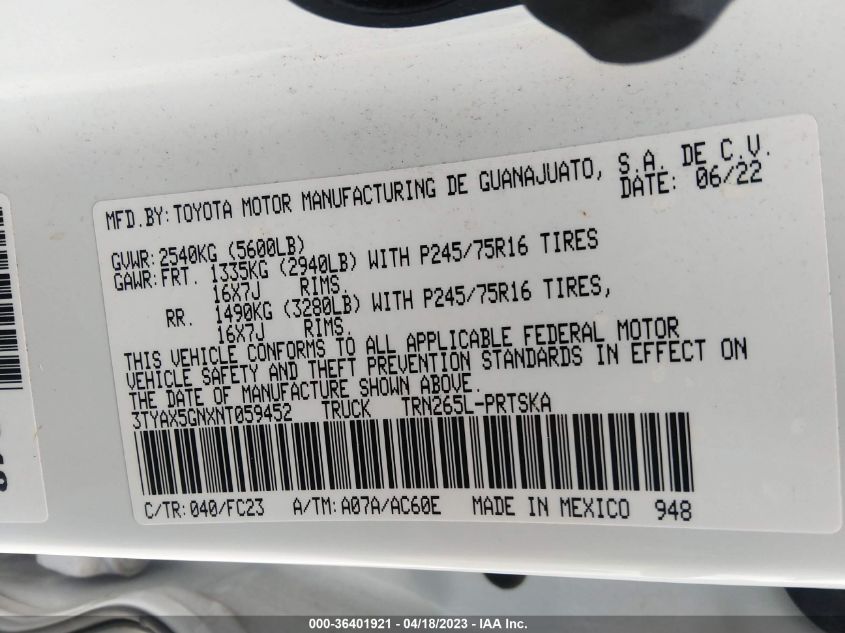 MFD.BY:TOYOTA MOTOR MANUFACTURING DE GUANAJUATO, S.A. DE C.V.
DATE: 06/22
GVWR:2540KG (5600LB)
GAWR:FRT. 1335KG (2940LB) WITH P245/75R16 TIRES
16X7J RIMS.
RR. 1490KG (3280LB) WITH P245/75R16 TIRES,
16X7J RIMS.
THIS VEHICLE CONFORMS TO ALL APPLICABLE FEDERAL MOTOR
VEHICLE SAFETY AND THEFT PREVENTION STANDARDS IN EFFECT ON
THE DATE OF MANUFACTURE SHOWN ABOVE.
3TYAX5GNXNT059452 TRUCK TRN265L-PRTSKA
C/TR:040/FC23 A/TM:A07A/AC60E MADE IN MEXICO 948
000-36401921 - 04/18/2023 - IAA Inc.